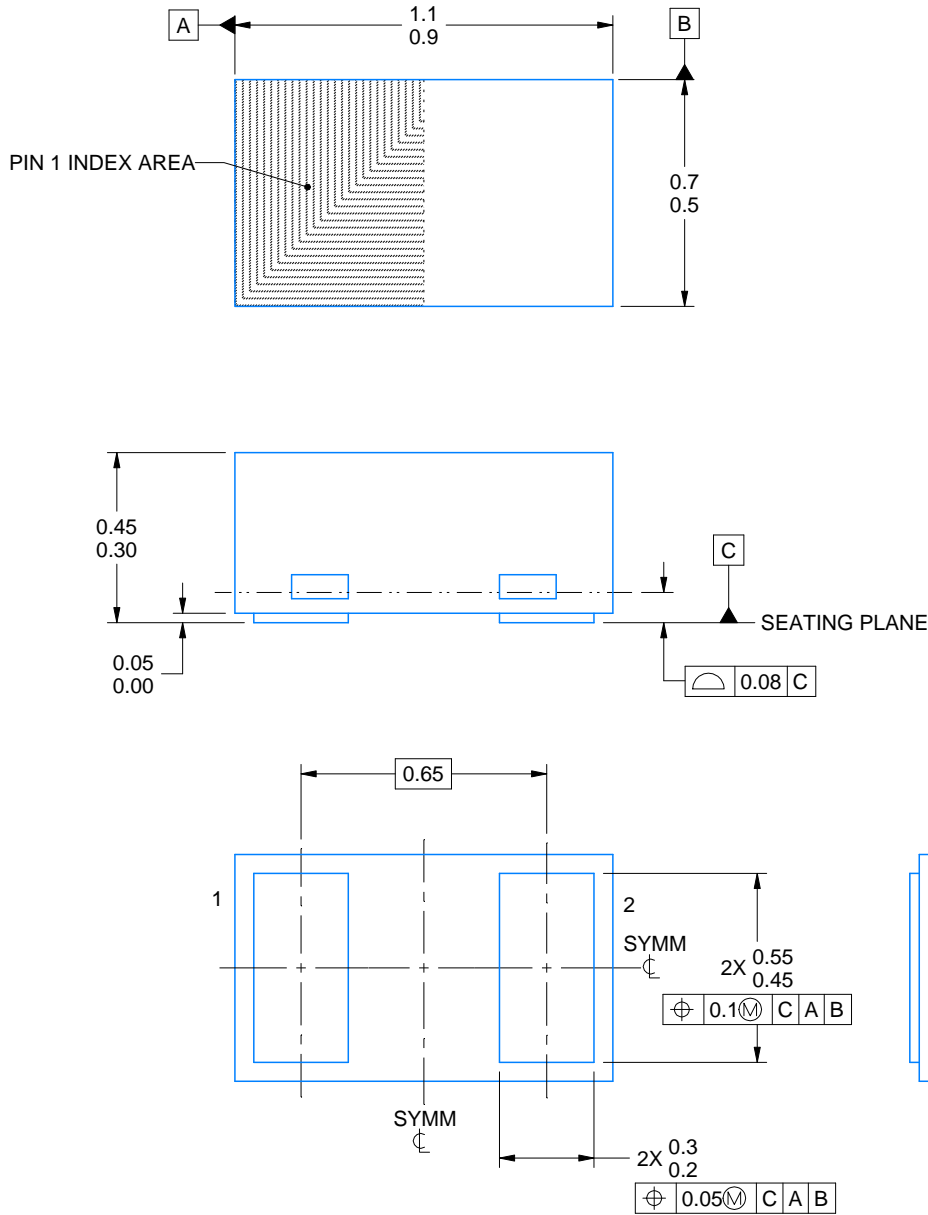 A
1.1
0.9
B
PIN 1 INDEX AREA
0.7
0.5
0.45
0.30
C
SEATING PLANE
0.05
0.00
⌓ 0.08 C
0.65
1
2
SYMM
℄
2X 0.55
0.45
⌖ 0.1Ⓜ C A B
SYMM
℄
2X 0.3
0.2
⌖ 0.05Ⓜ C A B